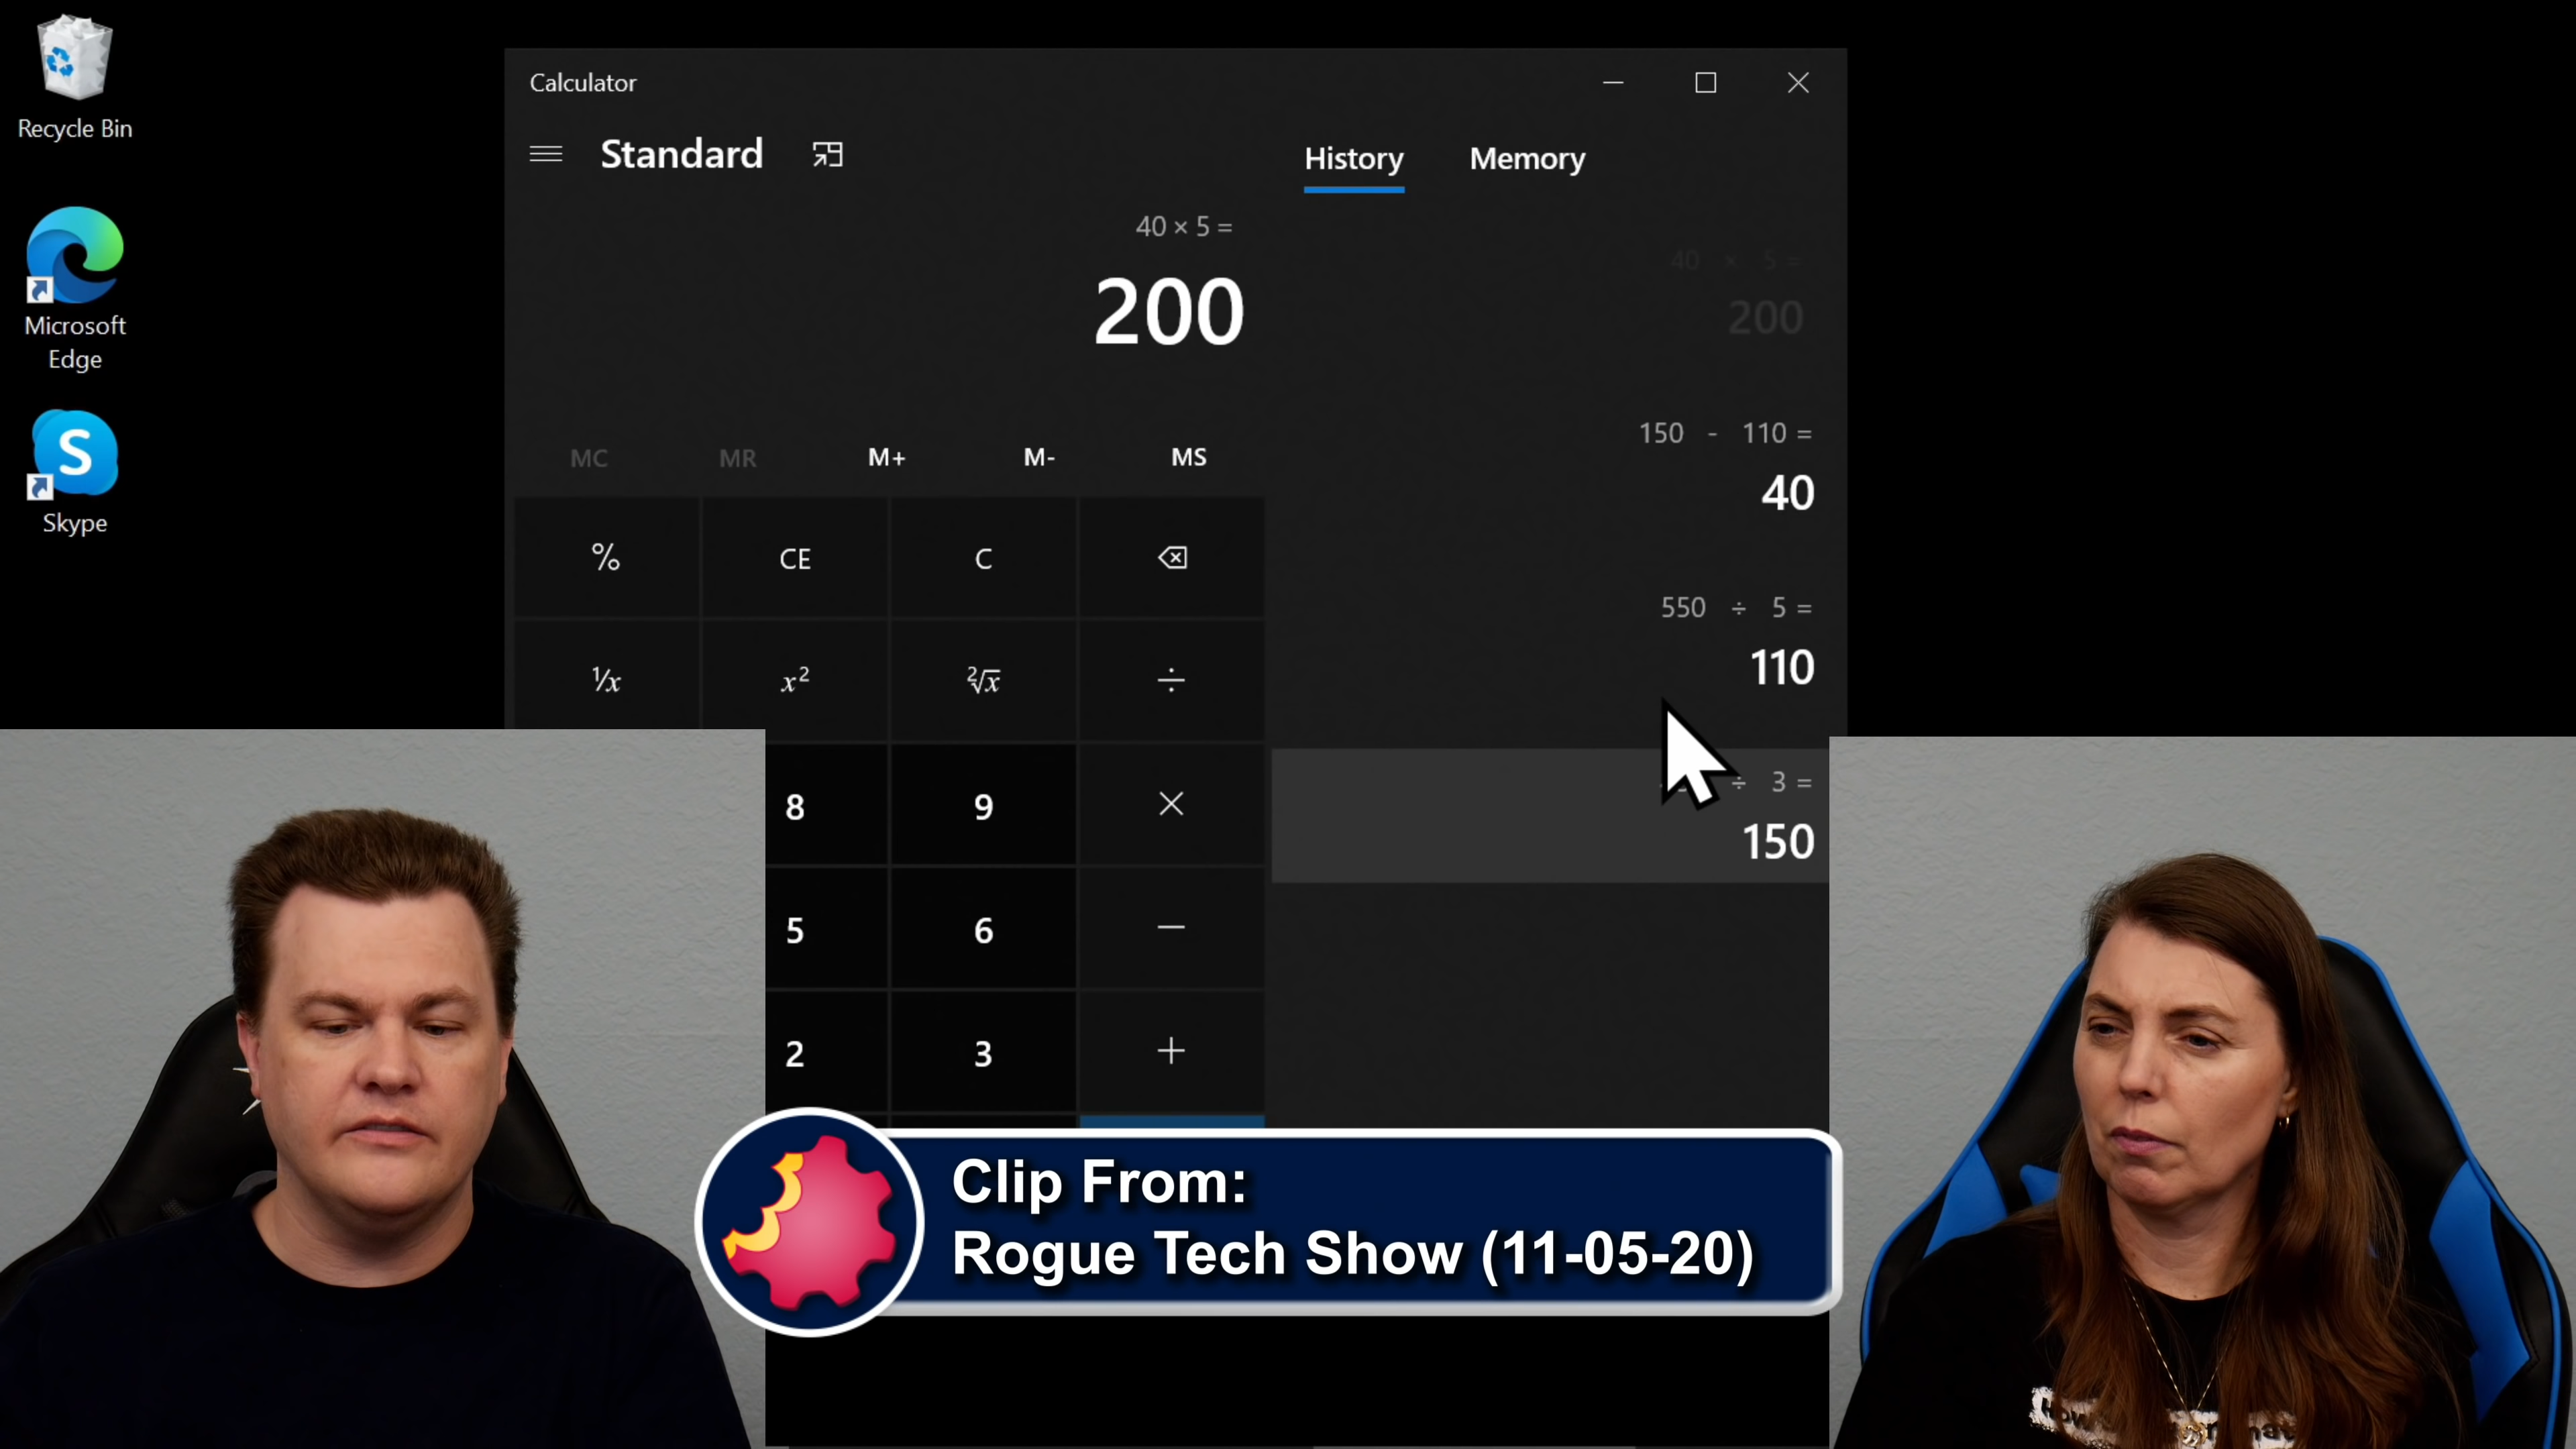 Recycle Bin
Microsoft
Edge
Skype
Calculator
Standard
History Memory
40 × 5 =
200
40 × 5 =
200
150 - 110 =
40
550 ÷ 5 =
110
÷ 3 =
150
MC MR M+ M- MS
% CE C
¹/x x² ²√x ÷
8 9 ×
5 6 −
2 3 +
Clip From:
Rogue Tech Show (11-05-20)